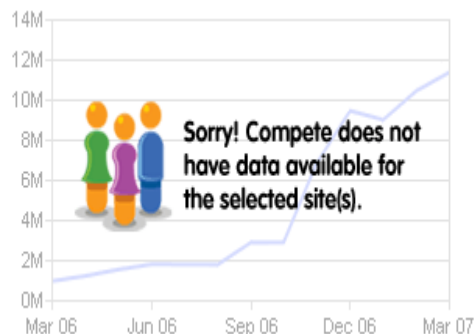 14M
12M
10M
8M
6M
4M
2M
0M
Sorry! Compete does not
have data available for
the selected site(s).
Mar 06 Jun 06 Sep 06 Dec 06 Mar 07